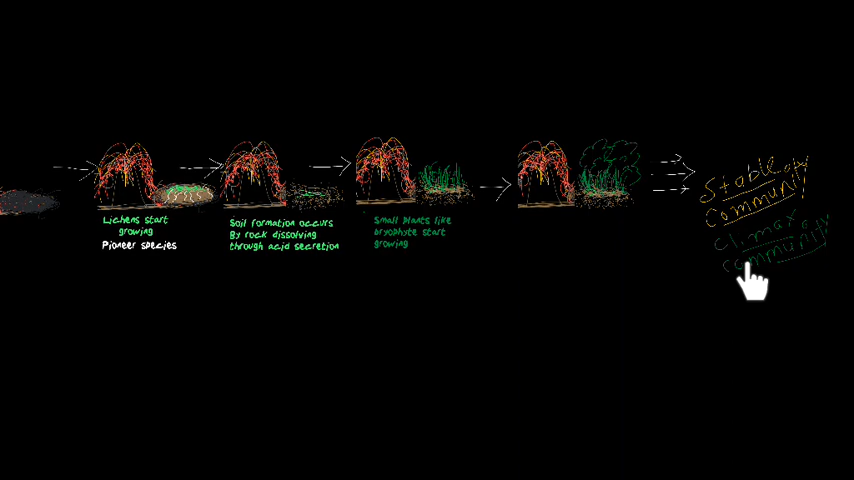 Lichens start
growing
Pioneer species
Soil formation occurs
By rock dissolving
through acid secretion
Small plants like
bryophyte start
growing
Stable
Community
Climax
Community